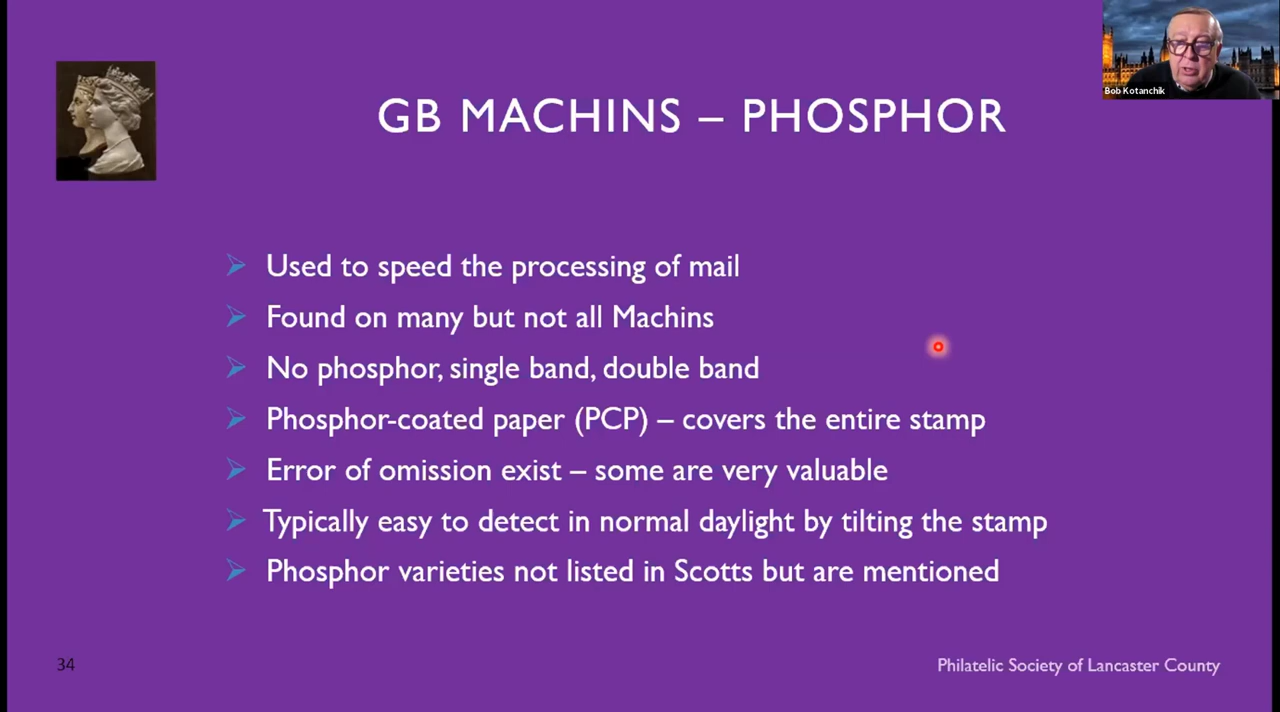 Bob Kotanchik
GB MACHINS – PHOSPHOR
Used to speed the processing of mail
Found on many but not all Machins
No phosphor, single band, double band
Phosphor-coated paper (PCP) – covers the entire stamp
Error of omission exist – some are very valuable
Typically easy to detect in normal daylight by tilting the stamp
Phosphor varieties not listed in Scotts but are mentioned
34
Philatelic Society of Lancaster County